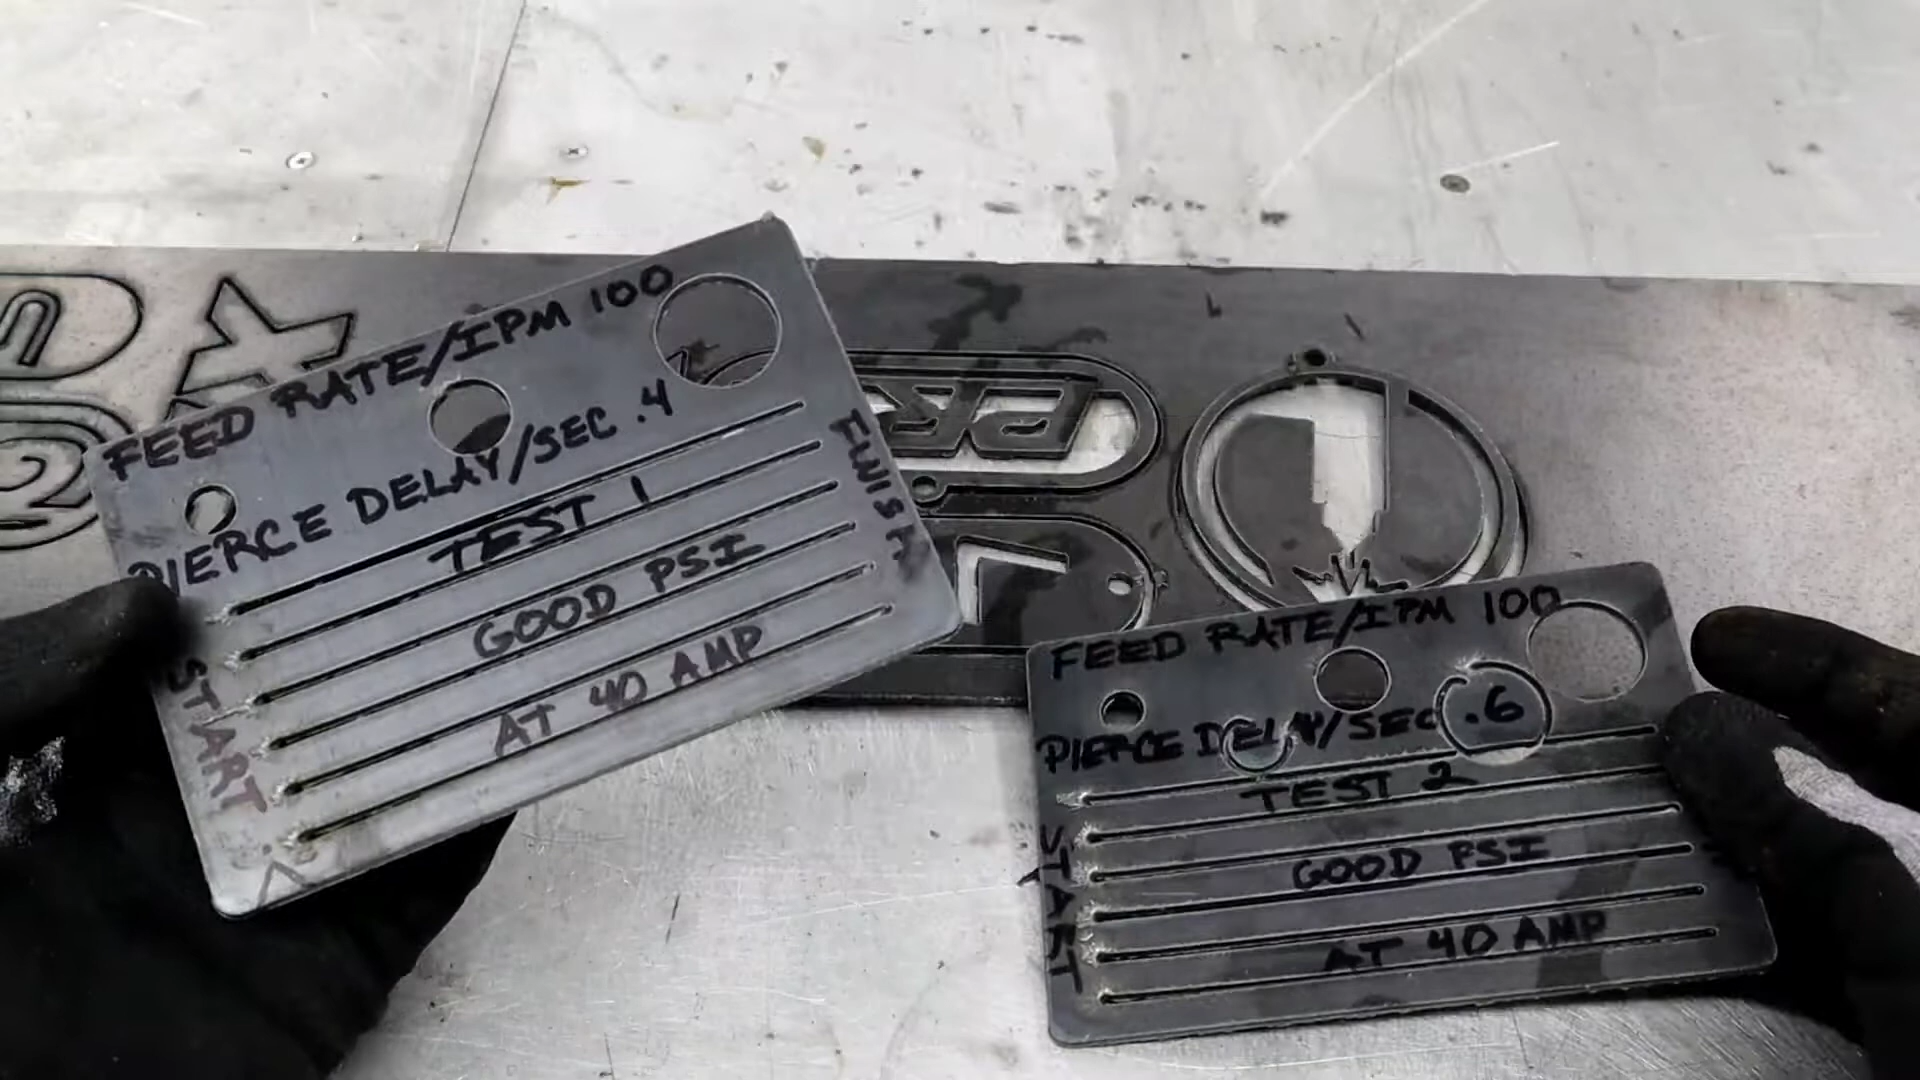 FEED RATE/IPM 100
PIERCE DELAY/SEC .4
TEST 1
GOOD PSI
AT 40 AMP
START
FINISH
FEED RATE/IPM 100
PIERCE DELAY/SEC .6
TEST 2
GOOD PSI
AT 40 AMP
START